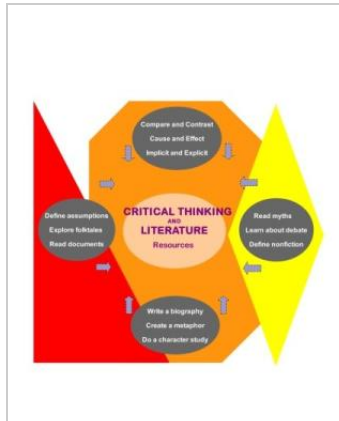 Compare and Contrast
Cause and Effect
Implicit and Explicit
Define assumptions
Explore folktales
Read documents
CRITICAL THINKING
AND
LITERATURE
Resources
Read myths
Learn about debate
Define nonfiction
Write a biography
Create a metaphor
Do a character study